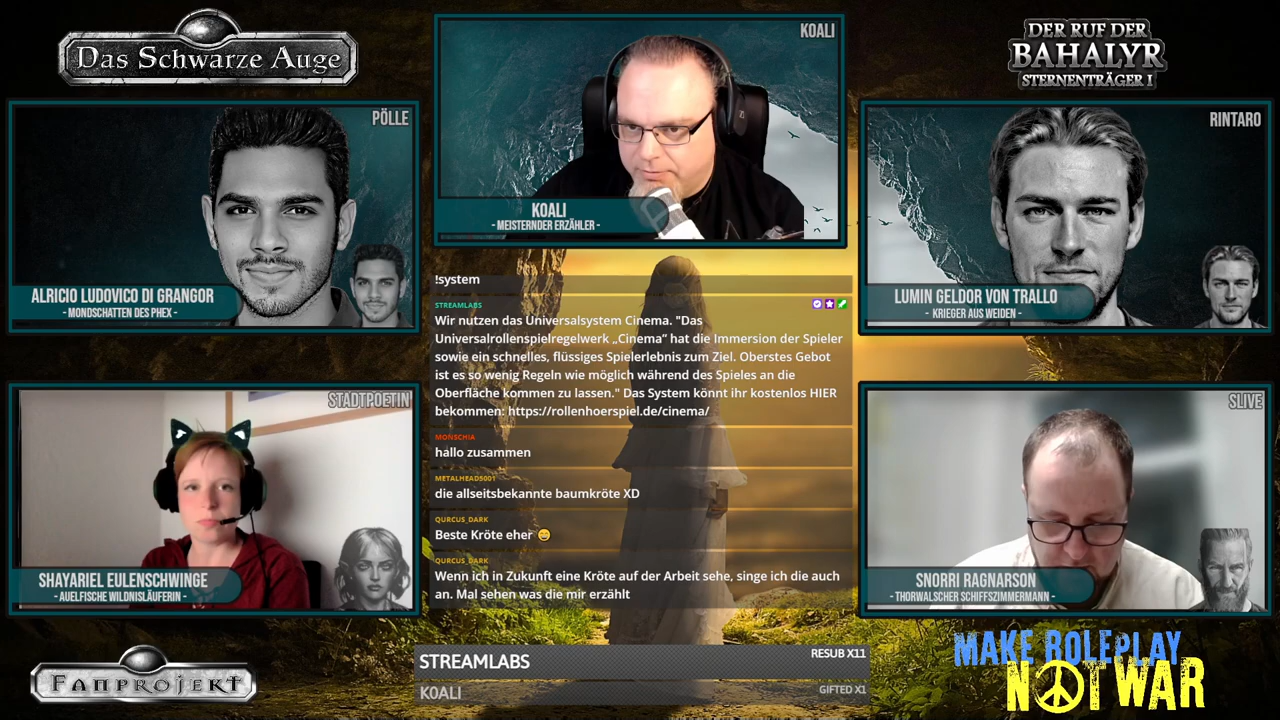 Das Schwarze Auge
KOALI
KOALI
- MEISTERNDER ERZÄHLER -
DER RUF DER
BAHALYR
STERNENTRÄGER I
PÖLLE
ALRICIO LUDOVICO DI GRANGOR
- MONDSCHATTEN DES PHEX -
RINTARO
LUMIN GELDOR VON TRALLO
- KRIEGER AUS WEIDEN -
!system
STREAMLABS
Wir nutzen das Universalsystem Cinema. "Das
Universalrollenspielregelwerk „Cinema“ hat die Immersion der Spieler
sowie ein schnelles, flüssiges Spielerlebnis zum Ziel. Oberstes Gebot
ist es so wenig Regeln wie möglich während des Spieles an die
Oberfläche kommen zu lassen." Das System könnt ihr kostenlos HIER
bekommen: https://rollenhoerspiel.de/cinema/
MONSCHIA
hallo zusammen
METALHEAD5001
die allseitsbekannte baumkröte XD
QURCUS_DARK
Beste Kröte eher 😄
QURCUS_DARK
Wenn ich in Zukunft eine Kröte auf der Arbeit sehe, singe ich die auch
an. Mal sehen was die mir erzählt
STADTPOETIN
SHAYARIEL EULENSCHWINGE
- AUELFISCHE WILDNISLÄUFERIN -
SLIVE
SNORRI RAGNARSON
- THORWALSCHER SCHIFFSZIMMERMANN -
FANPROJEKT
STREAMLABS
RESUB X11
KOALI
GIFTED X1
MAKE ROLEPLAY
NOT WAR